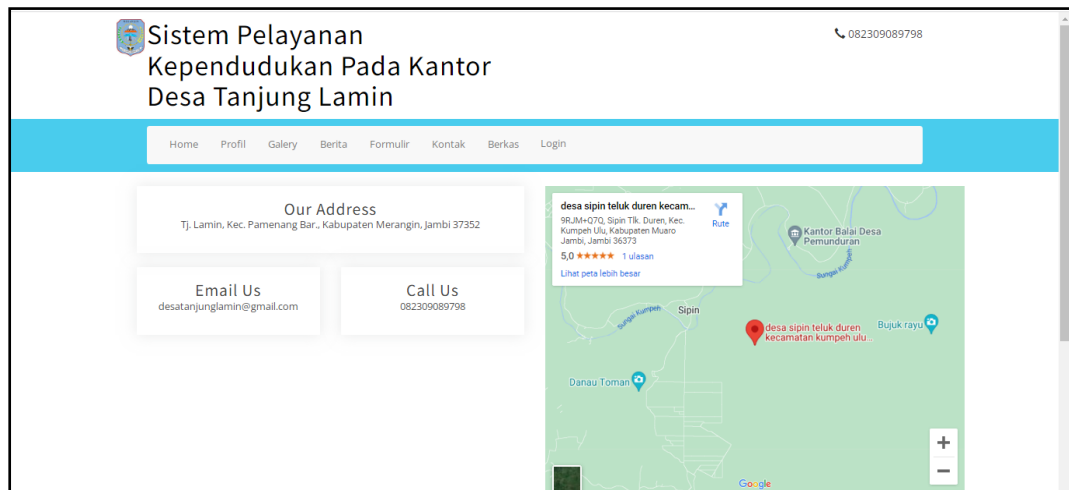 Sistem Pelayanan
Kependudukan Pada Kantor
Desa Tanjung Lamin
082309089798
Home Profil Galery Berita Formulir Kontak Berkas Login
Our Address
Tj. Lamin, Kec. Pamenang Bar., Kabupaten Merangin, Jambi 37352
Email Us
desatanjunglamin@gmail.com
Call Us
082309089798
desa sipin teluk duren kecam...
9RJM+Q7Q, Sipin Tlk. Duren, Kec.
Kumpeh Ulu, Kabupaten Muaro
Jambi, Jambi 36373
5,0 ★★★★★ 1 ulasan
Lihat peta lebih besar
Rute
Kantor Balai Desa
Pemunduran
Sungai Kumpeh
Sungai Kumpeh
Sipin
desa sipin teluk duren
kecamatan kumpeh ulu...
Bujuk rayu
Danau Toman
+
−
Google